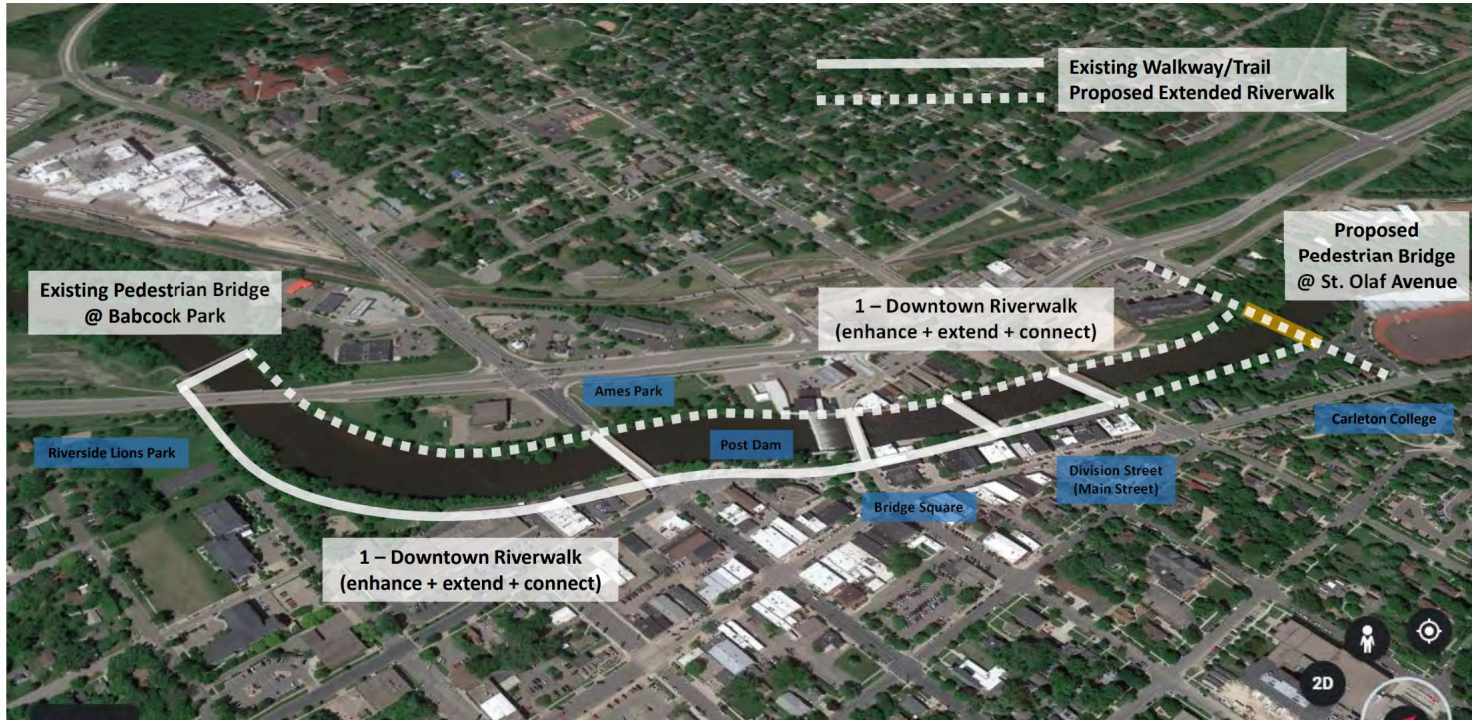 Existing Walkway/Trail
Proposed Extended Riverwalk
Proposed
Pedestrian Bridge
@ St. Olaf Avenue
Existing Pedestrian Bridge
@ Babcock Park
1 – Downtown Riverwalk
(enhance + extend + connect)
Ames Park
Riverside Lions Park
Post Dam
Carleton College
Division Street
(Main Street)
Bridge Square
1 – Downtown Riverwalk
(enhance + extend + connect)
2D